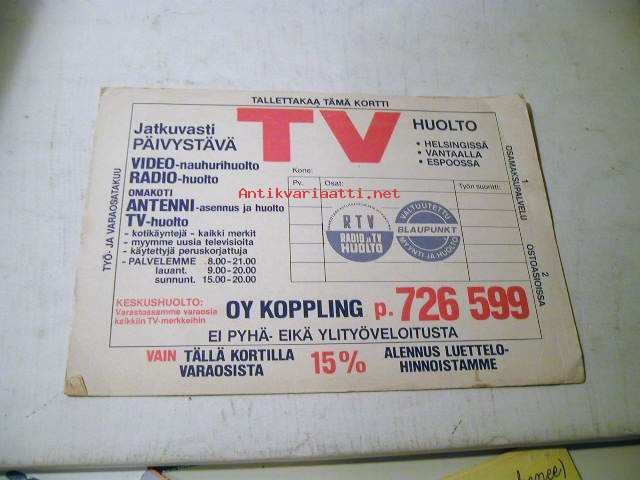 TALLETTAKAA TÄMÄ KORTTI
Jatkuvasti
PÄIVYSTÄVÄ
TV
HUOLTO
• HELSINGISSÄ
• VANTAALLA
• ESPOOSSA
VIDEO-nauhurihuolto
RADIO-huolto
OMAKOTI
ANTENNI-asennus ja huolto
TV-huolto
- kotikäyntejä - kaikki merkit
- myymme uusia televisioita
- käytettyjä peruskorjattuja
- PALVELEMME 8.00-21.00
lauant. 9.00-20.00
sunnunt. 15.00-20.00
Kone:
Pv. Osat: Työn suoritti:
Antikvariaatti.net
RTV
RADIO JA TV
HUOLTO
VALTUUTETTU
BLAUPUNKT
MYYNTI JA HUOLTO
TYÖ- JA VARAOSATAKUU
1 OSAMAKSUPALVELU
2 OSTOASIOISSA
KESKUSHUOLTO:
Varastossamme varaosia
kaikkiin TV-merkkeihin
OY KOPPLING p. 726 599
EI PYHÄ- EIKÄ YLITYÖVELOITUSTA
VAIN TÄLLÄ KORTILLA
VARAOSISTA
15%
ALENNUS LUETTELO-
HINNOISTAMME